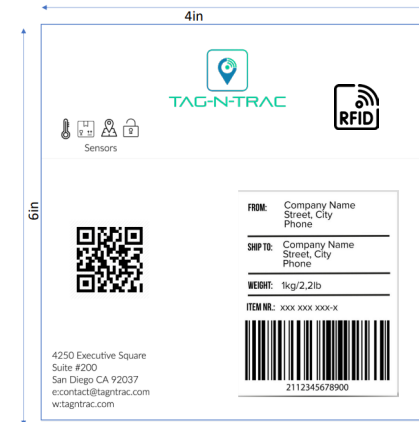 4in
TAG-N-TRAC
RFID
Sensors
6in
FROM: Company Name
Street, City
Phone
SHIP TO: Company Name
Street, City
Phone
WEIGHT: 1kg/2,2lb
ITEM NR.: xxx xxx xxx-x
2112345678900
4250 Executive Square
Suite #200
San Diego CA 92037
e:contact@tagntrac.com
w:tagntrac.com